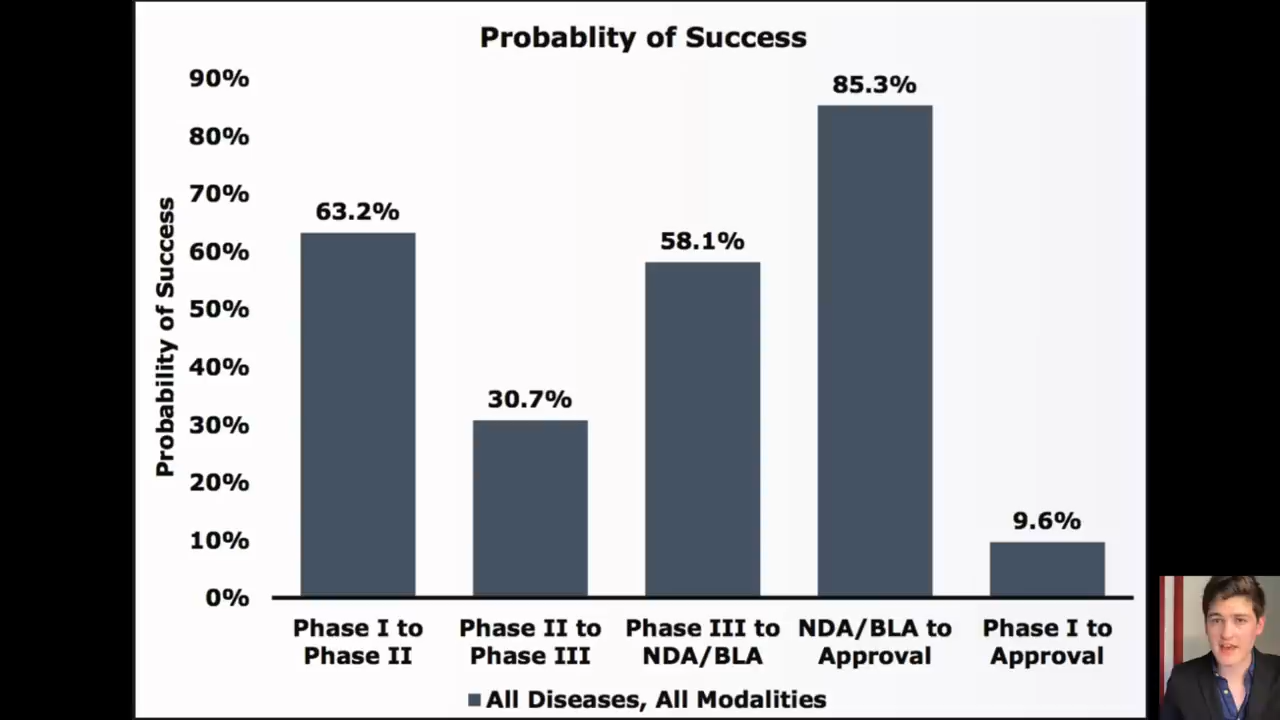 Probablity of Success
90%
80%
70%
60%
50%
40%
30%
20%
10%
0%
Probability of Success
63.2%
30.7%
58.1%
85.3%
9.6%
Phase I to
Phase II
Phase II to
Phase III
Phase III to
NDA/BLA
NDA/BLA to
Approval
Phase I to
Approval
All Diseases, All Modalities